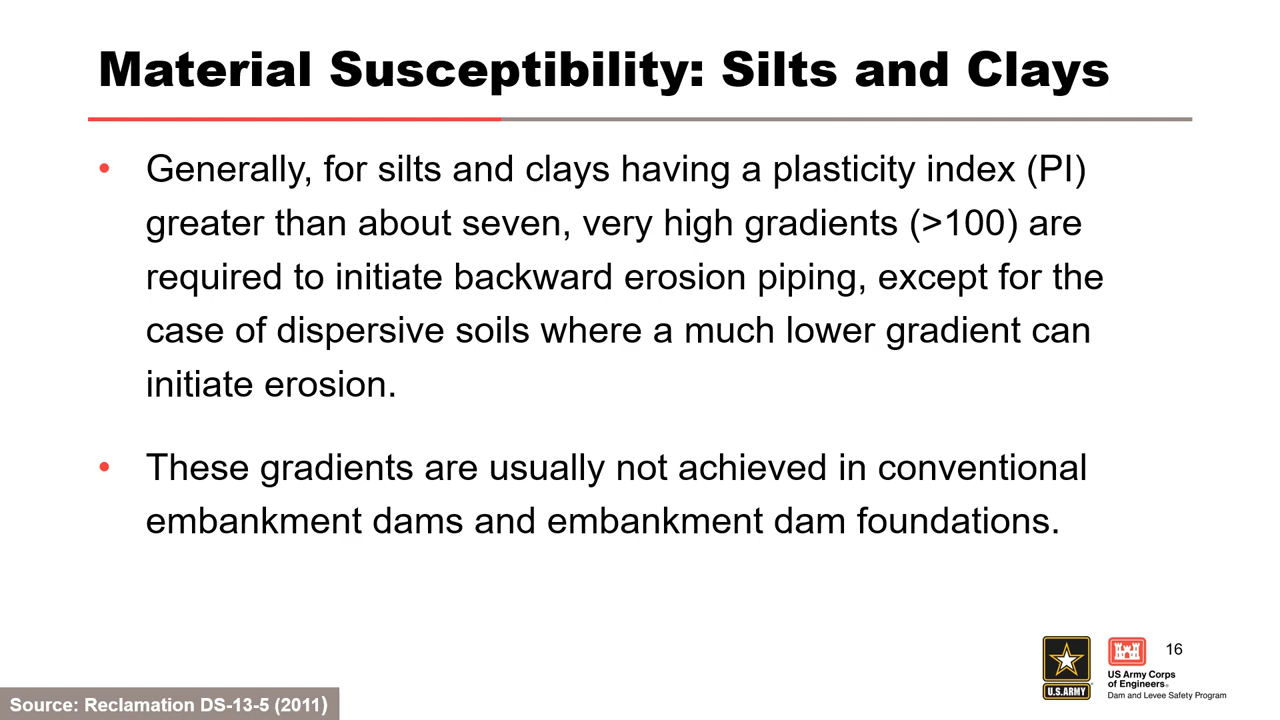 Material Susceptibility: Silts and Clays
• Generally, for silts and clays having a plasticity index (PI)
greater than about seven, very high gradients (>100) are
required to initiate backward erosion piping, except for the
case of dispersive soils where a much lower gradient can
initiate erosion.
• These gradients are usually not achieved in conventional
embankment dams and embankment dam foundations.
16
U.S.ARMY
US Army Corps
of Engineers®
Dam and Levee Safety Program
Source: Reclamation DS-13-5 (2011)